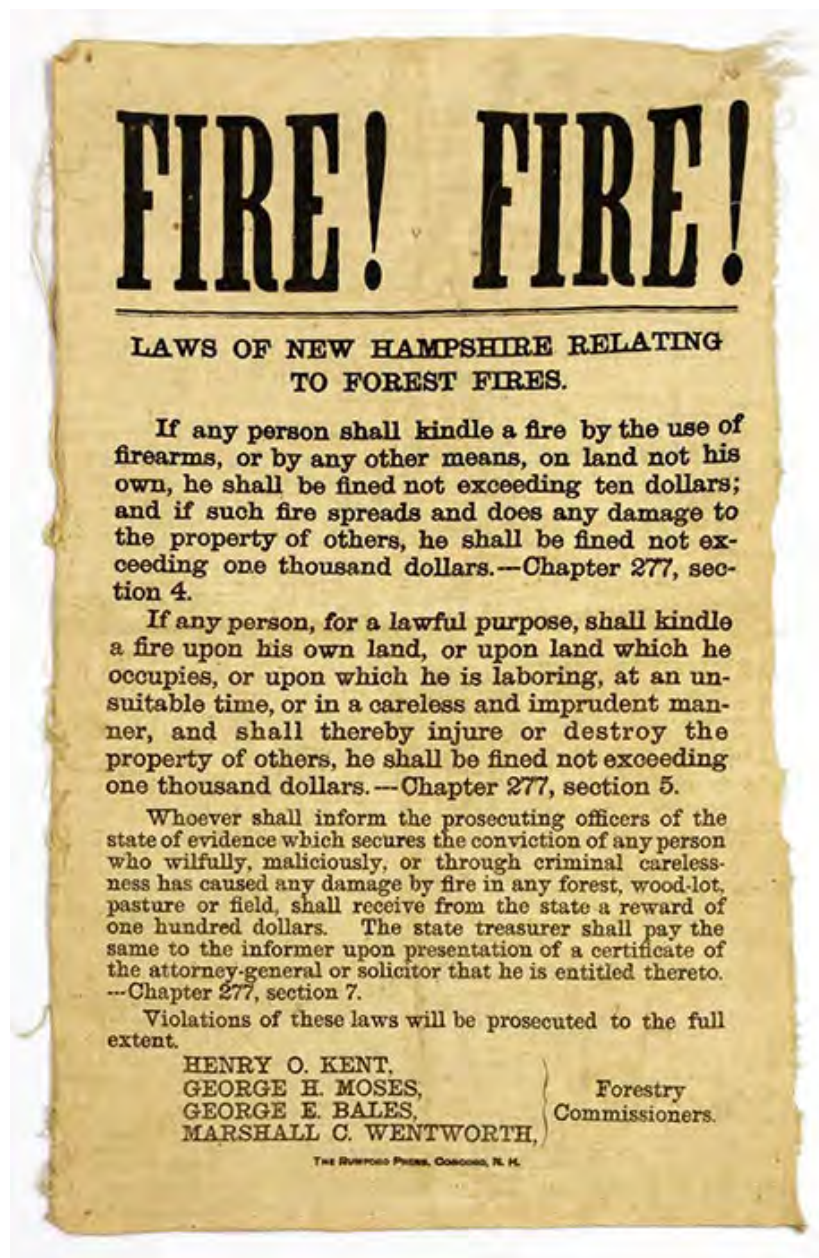 FIRE! FIRE!
LAWS OF NEW HAMPSHIRE RELATING
TO FOREST FIRES.
If any person shall kindle a fire by the use of
firearms, or by any other means, on land not his
own, he shall be fined not exceeding ten dollars;
and if such fire spreads and does any damage to
the property of others, he shall be fined not ex-
ceeding one thousand dollars.—Chapter 277, sec-
tion 4.
If any person, for a lawful purpose, shall kindle
a fire upon his own land, or upon land which he
occupies, or upon which he is laboring, at an un-
suitable time, or in a careless and imprudent man-
ner, and shall thereby injure or destroy the
property of others, he shall be fined not exceeding
one thousand dollars.—Chapter 277, section 5.
Whoever shall inform the prosecuting officers of the
state of evidence which secures the conviction of any person
who wilfully, maliciously, or through criminal careless-
ness has caused any damage by fire in any forest, wood-lot,
pasture or field, shall receive from the state a reward of
one hundred dollars. The state treasurer shall pay the
same to the informer upon presentation of a certificate of
the attorney-general or solicitor that he is entitled thereto.
—Chapter 277, section 7.
Violations of these laws will be prosecuted to the full
extent.
HENRY O. KENT,
GEORGE H. MOSES,
GEORGE E. BALES,
MARSHALL C. WENTWORTH,
Forestry
Commissioners.
THE RUMFORD PRESS, CONCORD, N. H.